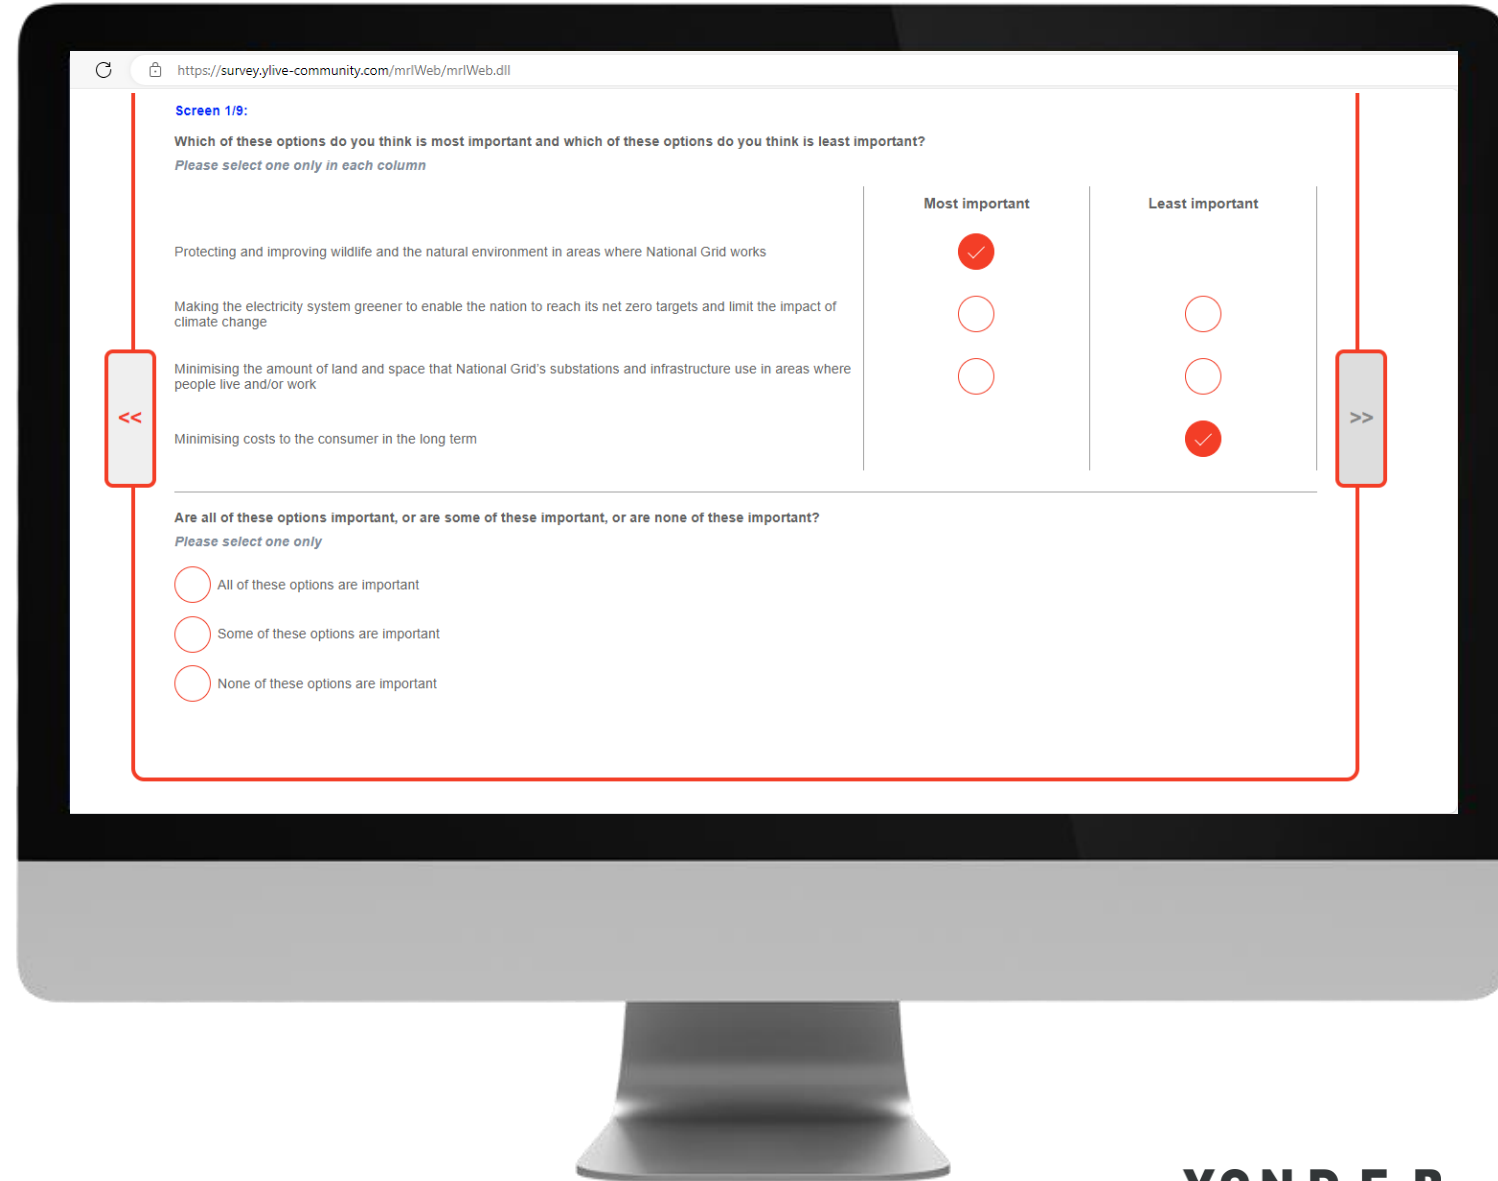 https://survey.ylive-community.com/mrIWeb/mrIWeb.dll
Screen 1/9:
Which of these options do you think is most important and which of these options do you think is least important?
Please select one only in each column
Most important
Least important
Protecting and improving wildlife and the natural environment in areas where National Grid works
Making the electricity system greener to enable the nation to reach its net zero targets and limit the impact of
climate change
Minimising the amount of land and space that National Grid's substations and infrastructure use in areas where
people live and/or work
<<
>>
Minimising costs to the consumer in the long term
Are all of these options important, or are some of these important, or are none of these important?
Please select one only
All of these options are important
Some of these options are important
None of these options are important